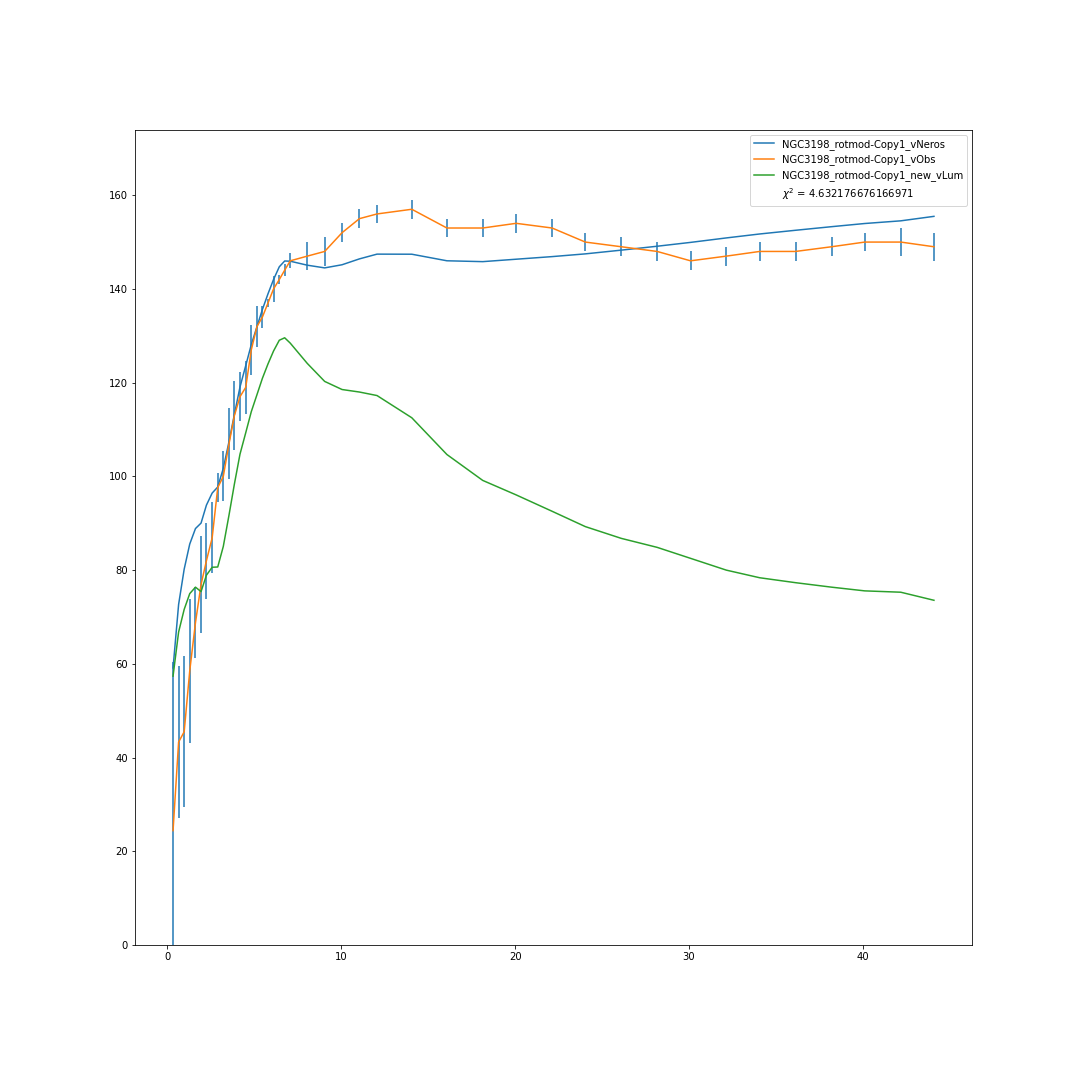 NGC3198_rotmod-Copy1_vNeros
NGC3198_rotmod-Copy1_vObs
NGC3198_rotmod-Copy1_new_vLum
χ² = 4.632176676166971
160
140
120
100
80
60
40
20
0
0 10 20 30 40